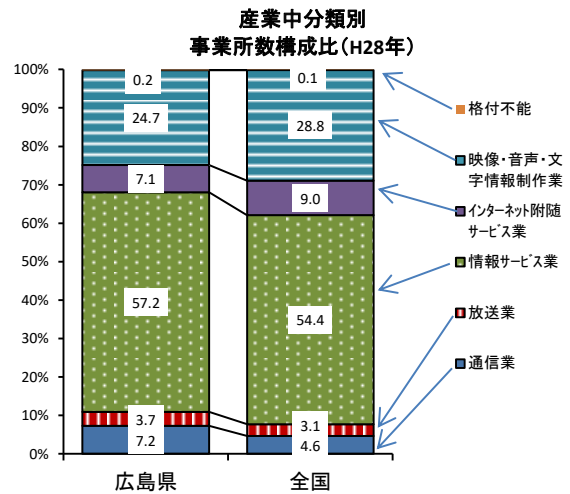 産業中分類別
事業所数構成比（H28年）
100%
90%
80%
70%
60%
50%
40%
30%
20%
10%
0%
0.2
24.7
7.1
57.2
3.7
7.2
0.1
28.8
9.0
54.4
3.1
4.6
広島県
全国
格付不能
映像・音声・文
字情報制作業
インターネット附随
サービス業
情報サービス業
放送業
通信業